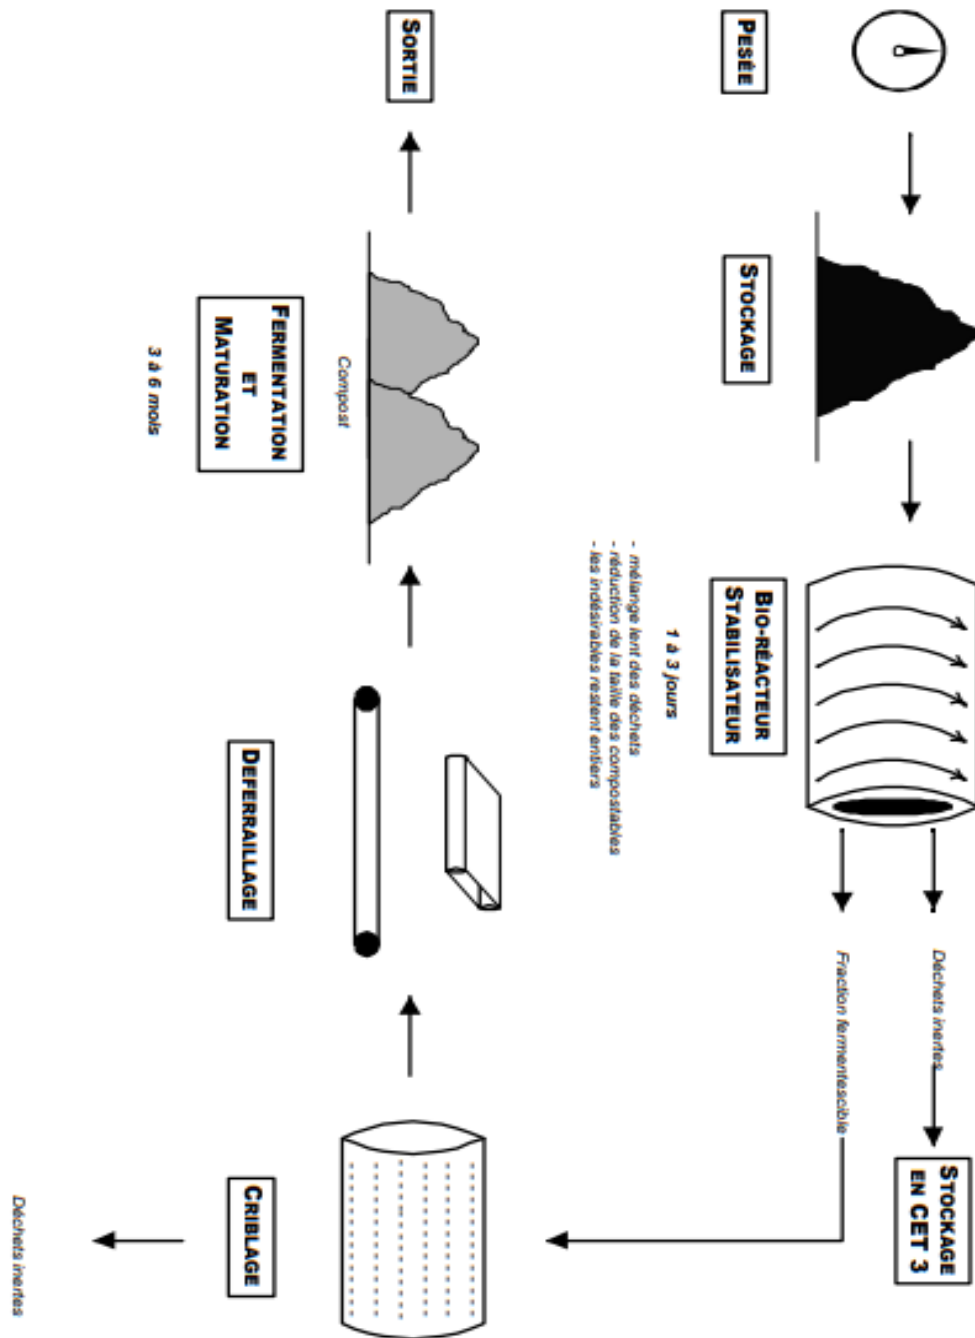 PESÉE
STOCKAGE
BIO-RÉACTEUR
STABILISATEUR
1 à 3 jours
- mélange lent des déchets
- réduction de la taille des compostables
- les indésirables restent entiers
Déchets inertes
Fraction fermentescible
STOCKAGE
EN CET 3
SORTIE
Compost
FERMENTATION
ET
MATURATION
3 à 6 mois
DEFERRAILLAGE
CRIBLAGE
Déchets inertes